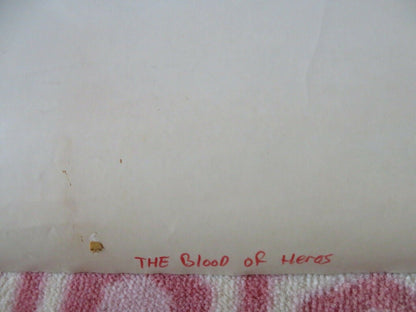 THE Blood of Heros